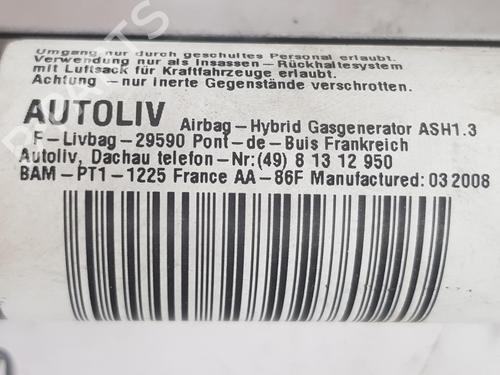 Umgang nur durch geschultes Personal erlaubt.
Verwendung nur als Insassen-Rückhaltesystem
mit Luftsack für Kraftfahrzeuge erlaubt.
Achtung - nur inerte Gegenstände verschrotten.
AUTOLIV Airbag-Hybrid Gasgenerator ASH1.3
F-Livbag-29590 Pont-de-Buis Frankreich
Autoliv, Dachau telefon-Nr:(49) 8 13 12 950
BAM-PT1-1225 France AA-86F Manufactured: 03 2008